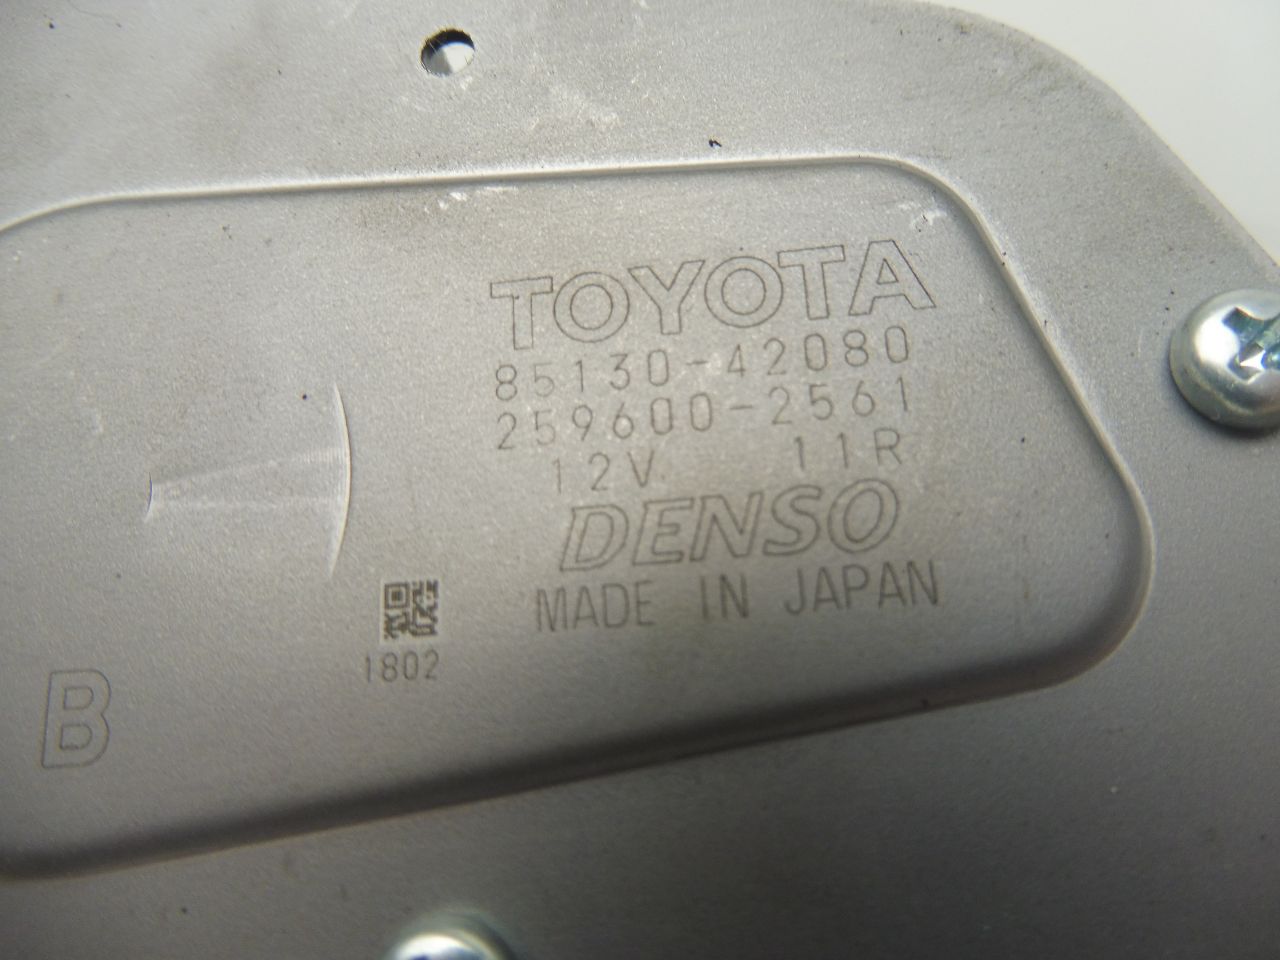 TOYOTA
85130-42080
259600-2561
12V 11R
DENSO
MADE IN JAPAN
1802
B